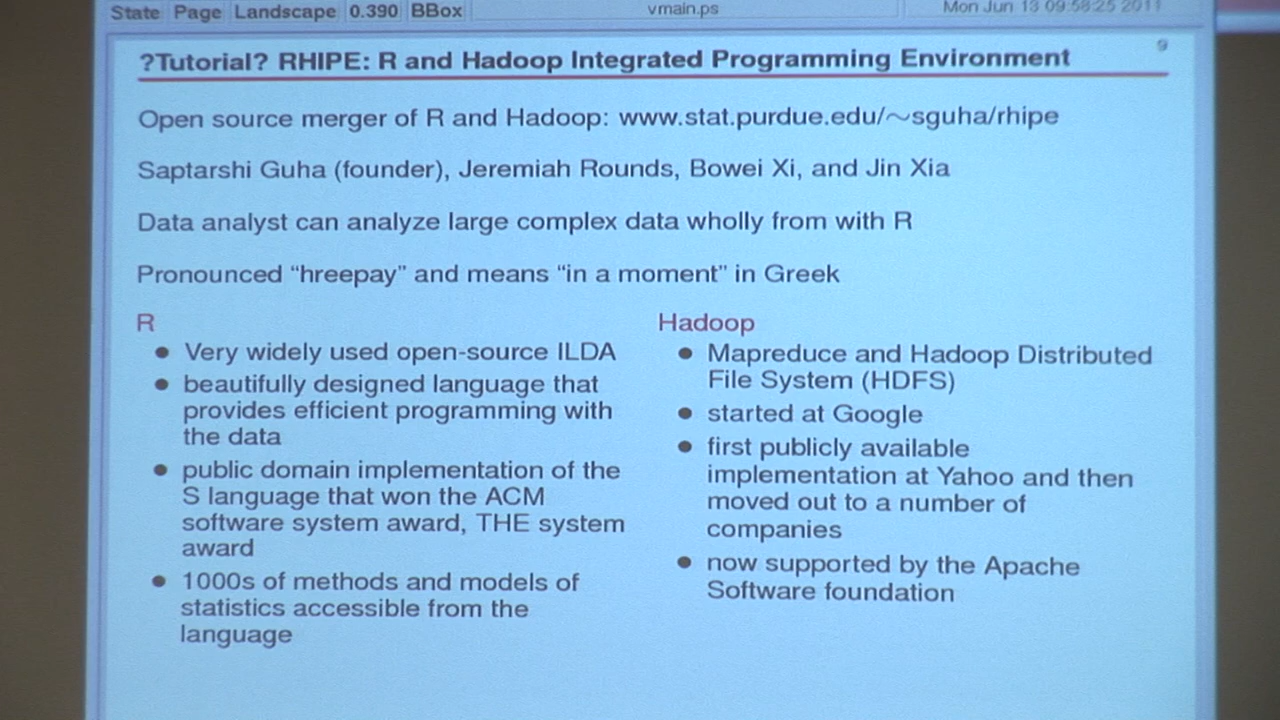 State Page Landscape 0.390 BBox vmain.ps Mon Jun 13 09:58:25 2011
9
?Tutorial? RHIPE: R and Hadoop Integrated Programming Environment
Open source merger of R and Hadoop: www.stat.purdue.edu/~sguha/rhipe
Saptarshi Guha (founder), Jeremiah Rounds, Bowei Xi, and Jin Xia
Data analyst can analyze large complex data wholly from with R
Pronounced “hreepay” and means “in a moment” in Greek
R
● Very widely used open-source ILDA
● beautifully designed language that
provides efficient programming with
the data
● public domain implementation of the
S language that won the ACM
software system award, THE system
award
● 1000s of methods and models of
statistics accessible from the
language
Hadoop
● Mapreduce and Hadoop Distributed
File System (HDFS)
● started at Google
● first publicly available
implementation at Yahoo and then
moved out to a number of
companies
● now supported by the Apache
Software foundation